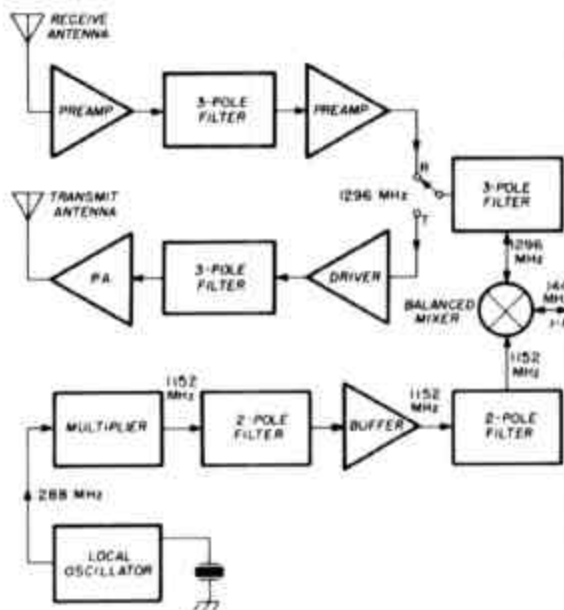 RECEIVE
ANTENNA
PREAMP
3-POLE
FILTER
PREAMP
R
1296 MHz
T
3-POLE
FILTER
TRANSMIT
ANTENNA
P.A.
3-POLE
FILTER
DRIVER
1296
MHz
BALANCED
MIXER
1152
MHz
MULTIPLIER
1152
MHz
2-POLE
FILTER
BUFFER
1152
MHz
2-POLE
FILTER
288 MHz
LOCAL
OSCILLATOR